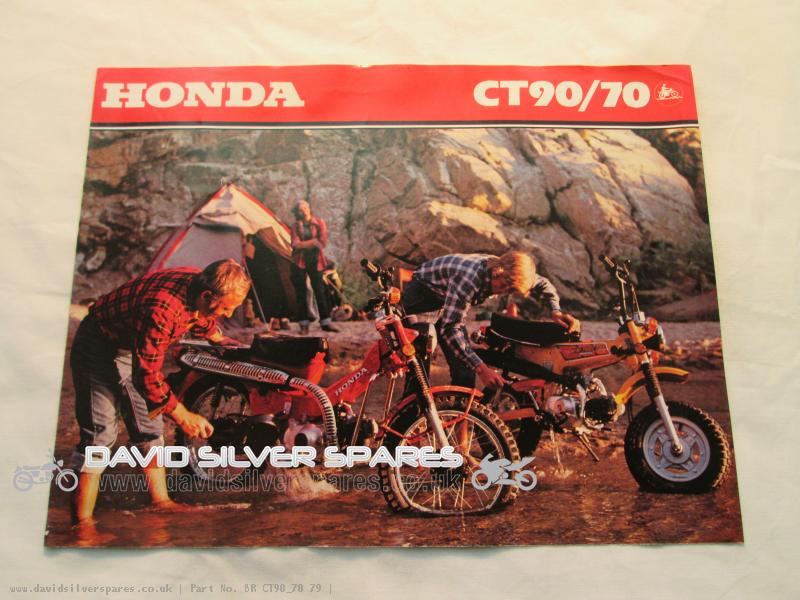 HONDA
CT90/70
HONDA
DAVID SILVER SPARES
www.davidsilverspares.co.uk
www.davidsilverspares.co.uk | Part No. BR CT90_70 79 |